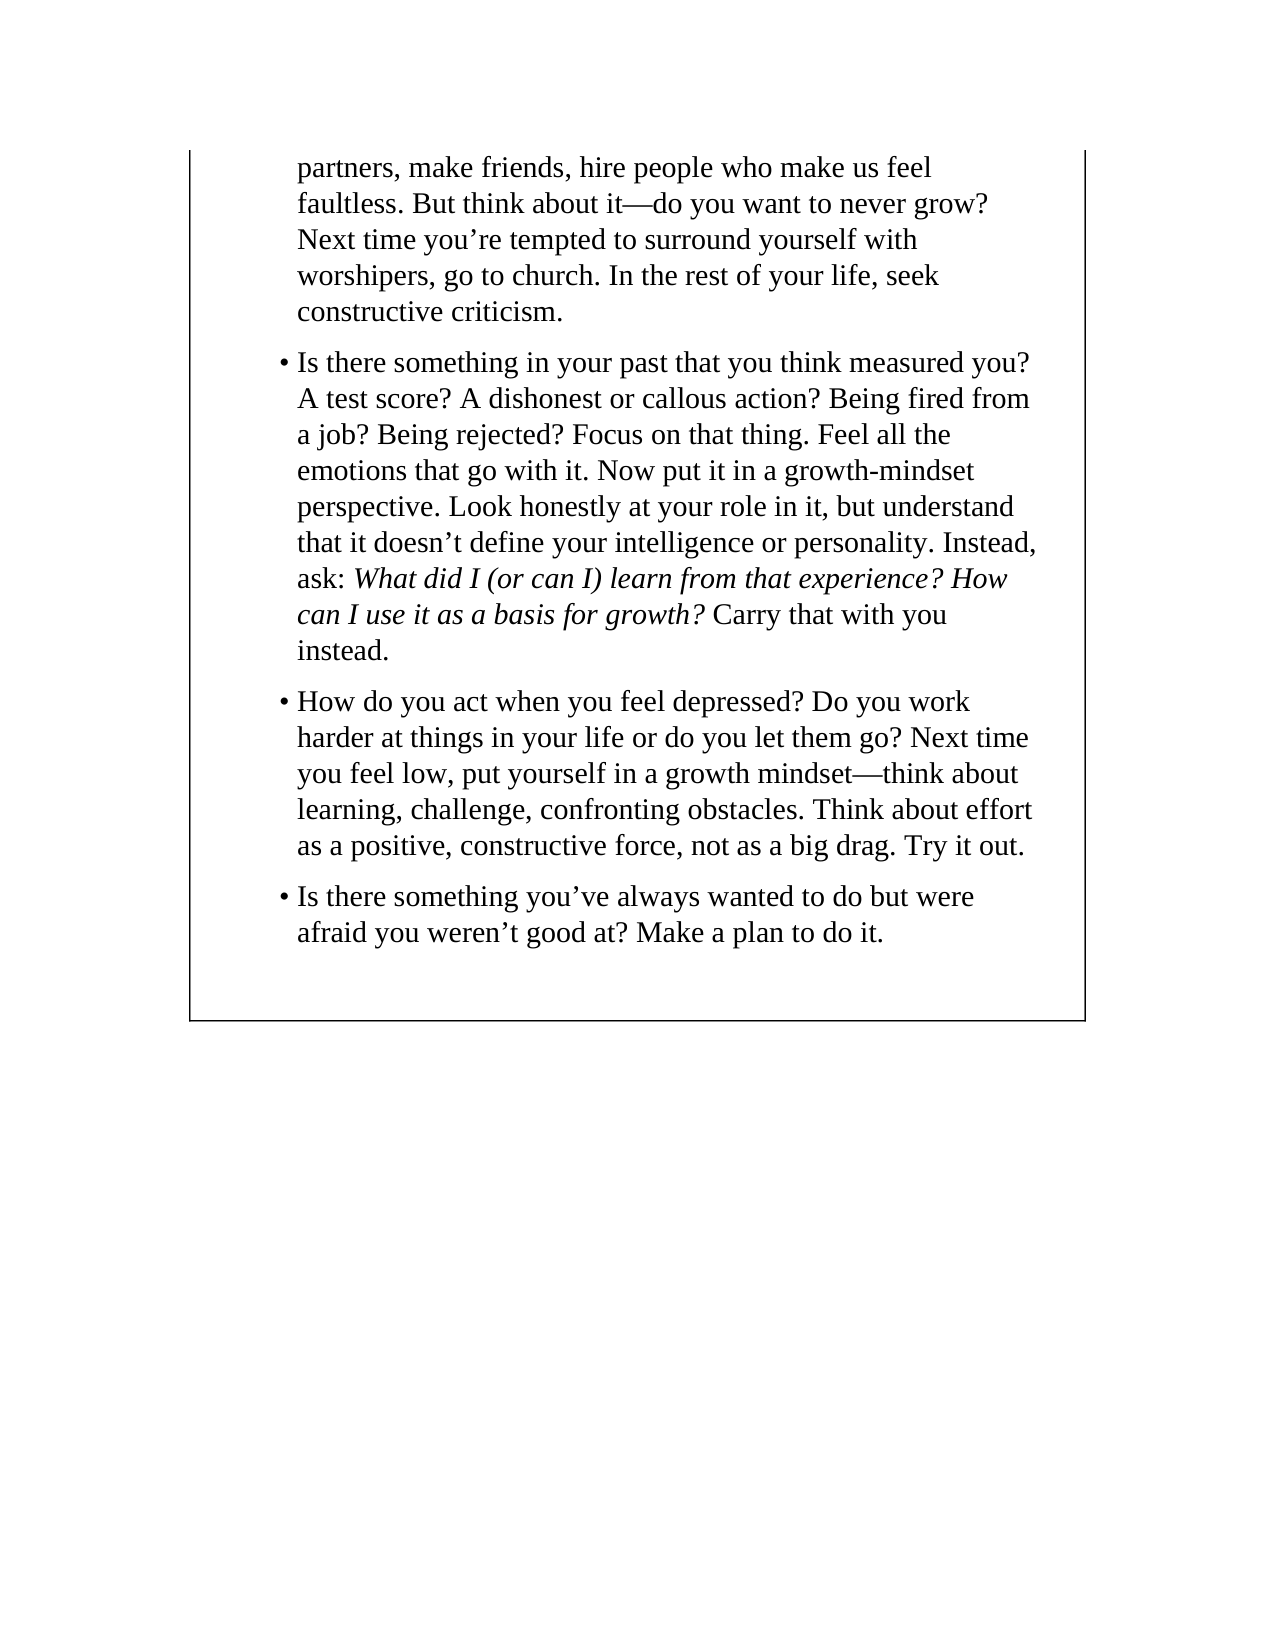 partners, make friends, hire people who make us feel
faultless. But think about it—do you want to never grow?
Next time you’re tempted to surround yourself with
worshipers, go to church. In the rest of your life, seek
constructive criticism.
• Is there something in your past that you think measured you?
A test score? A dishonest or callous action? Being fired from
a job? Being rejected? Focus on that thing. Feel all the
emotions that go with it. Now put it in a growth-mindset
perspective. Look honestly at your role in it, but understand
that it doesn’t define your intelligence or personality. Instead,
ask: What did I (or can I) learn from that experience? How
can I use it as a basis for growth? Carry that with you
instead.
• How do you act when you feel depressed? Do you work
harder at things in your life or do you let them go? Next time
you feel low, put yourself in a growth mindset—think about
learning, challenge, confronting obstacles. Think about effort
as a positive, constructive force, not as a big drag. Try it out.
• Is there something you’ve always wanted to do but were
afraid you weren’t good at? Make a plan to do it.